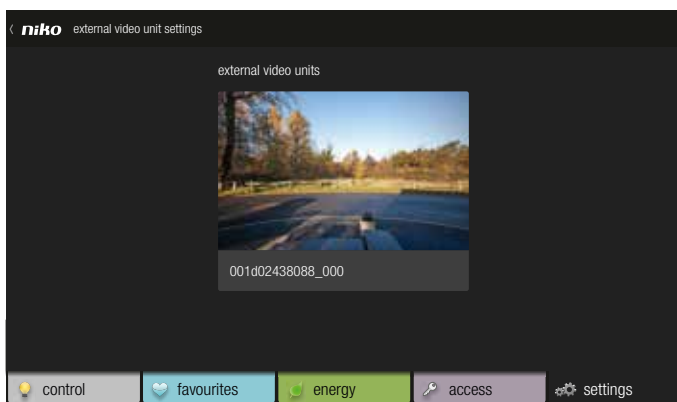 niko external video unit settings
external video units
001d02438088_000
control favourites energy access settings